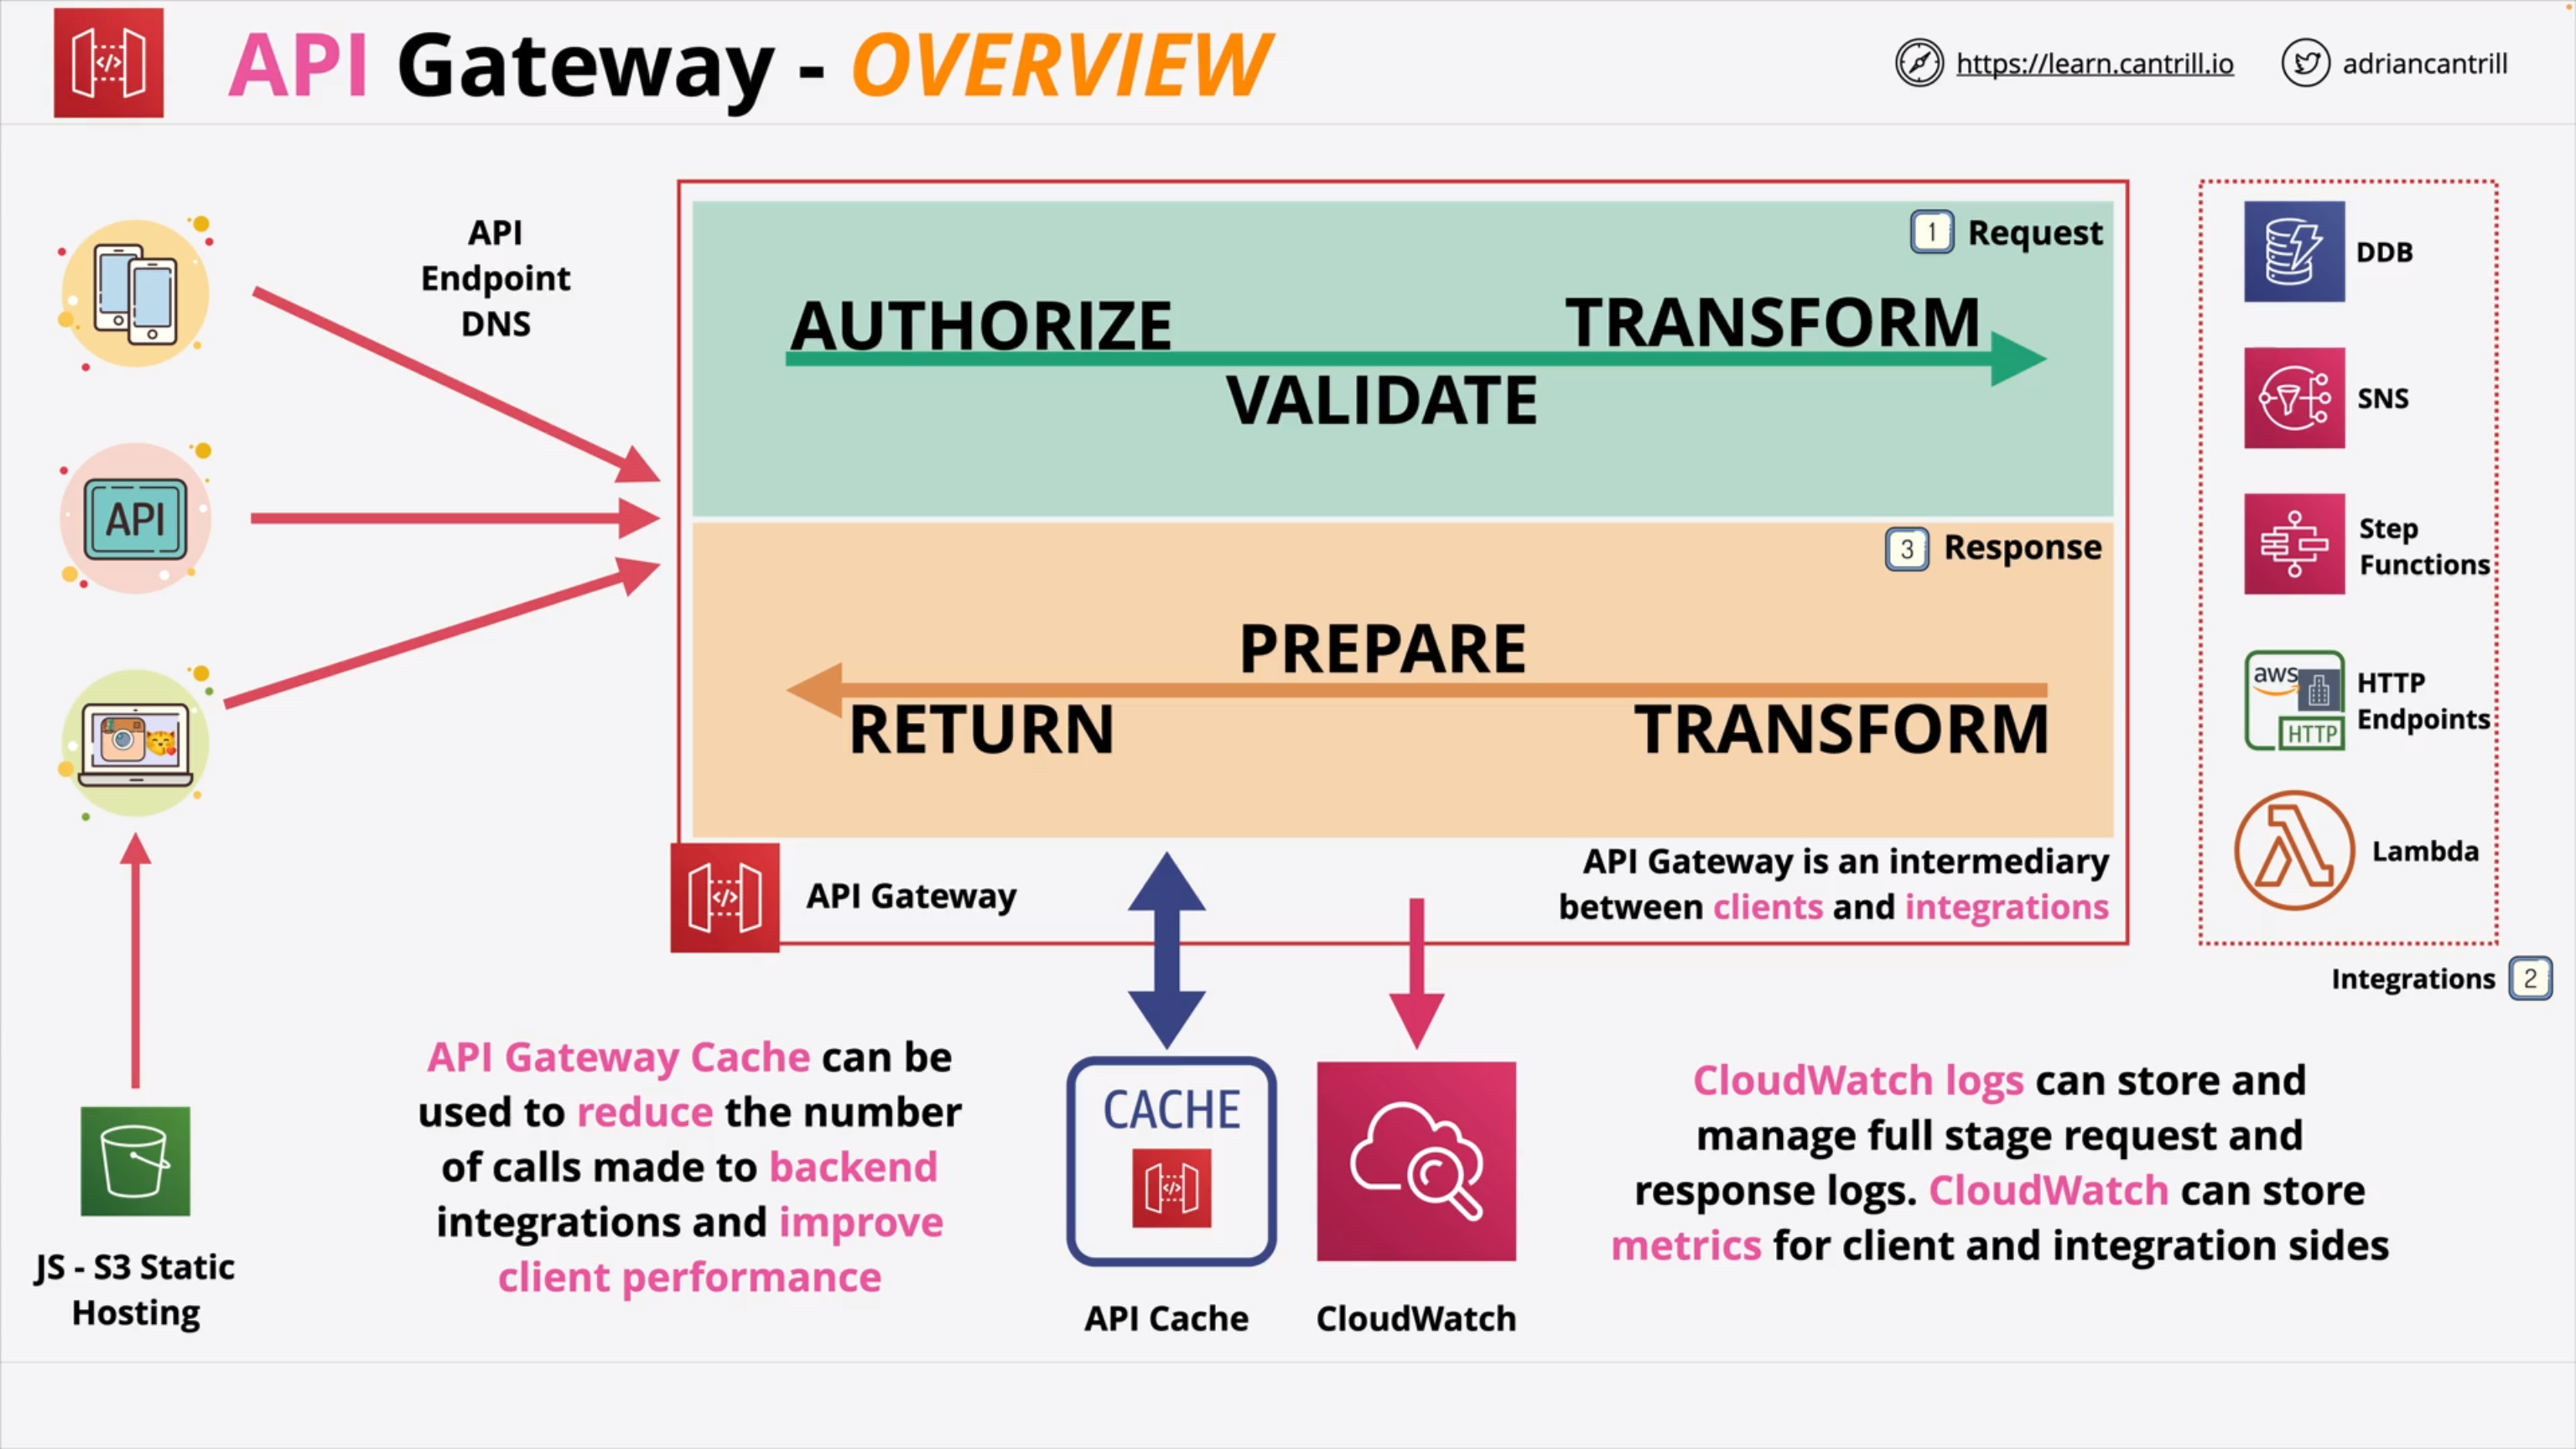 API Gateway - OVERVIEW
https://learn.cantrill.io
adriancantrill
API
Endpoint
DNS
API
1 Request
AUTHORIZE
TRANSFORM
VALIDATE
3 Response
PREPARE
RETURN
TRANSFORM
API Gateway
API Gateway is an intermediary
between clients and integrations
DDB
SNS
Step
Functions
aws
HTTP
HTTP
Endpoints
Lambda
Integrations 2
JS - S3 Static
Hosting
API Gateway Cache can be
used to reduce the number
of calls made to backend
integrations and improve
client performance
CACHE
API Cache
CloudWatch
CloudWatch logs can store and
manage full stage request and
response logs. CloudWatch can store
metrics for client and integration sides